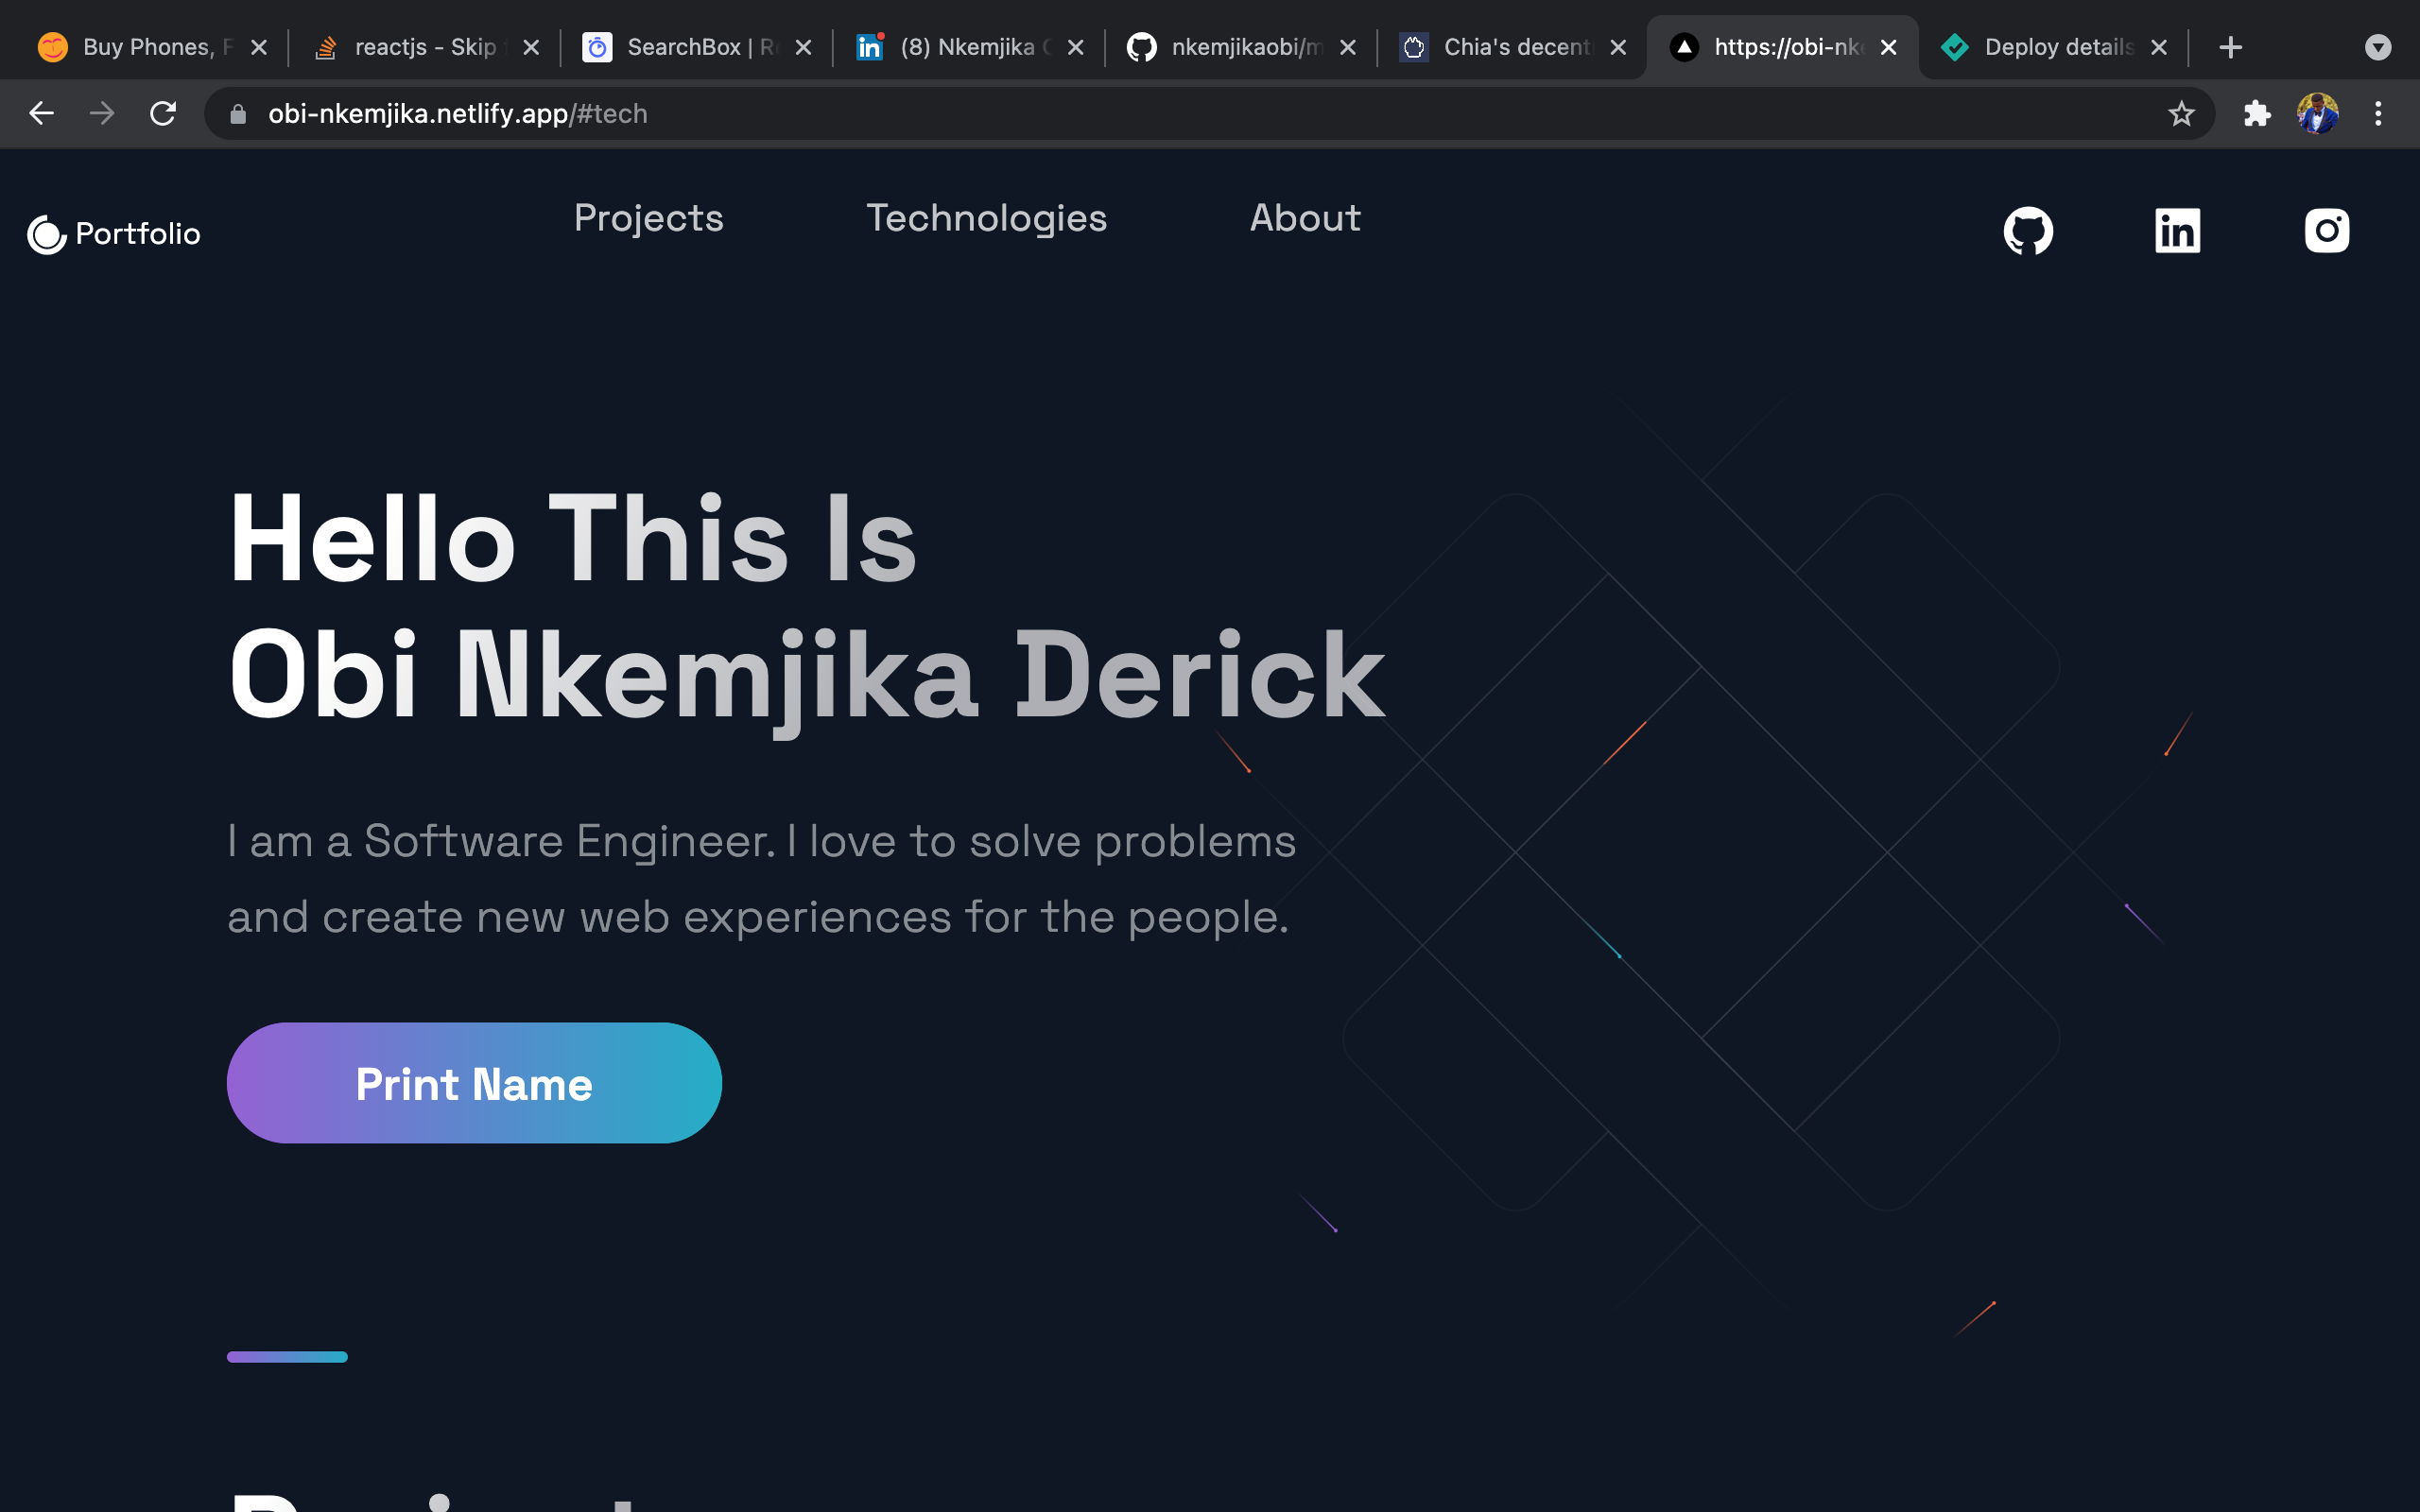 Buy Phones,
reactjs - Skip
SearchBox |
(8) Nkemjika
nkemjikaobi/m
Chia's decent
https://obi-nk
Deploy details
obi-nkemjika.netlify.app/#tech
Portfolio
Projects
Technologies
About
Hello This Is
Obi Nkemjika Derick
I am a Software Engineer. I love to solve problems
and create new web experiences for the people.
Print Name